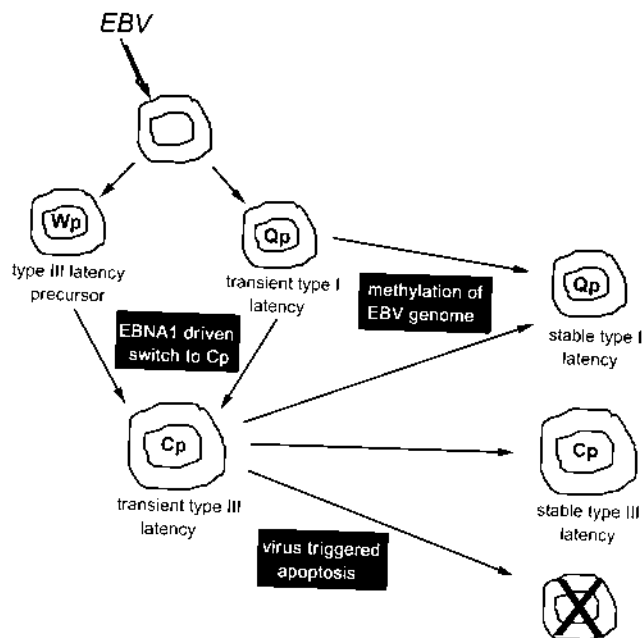 EBV
Wp
Qp
type III latency
precursor
transient type I
latency
methylation of
EBV genome
Qp
stable type I
latency
EBNA1 driven
switch to Cp
Cp
transient type III
latency
Cp
stable type III
latency
virus triggered
apoptosis